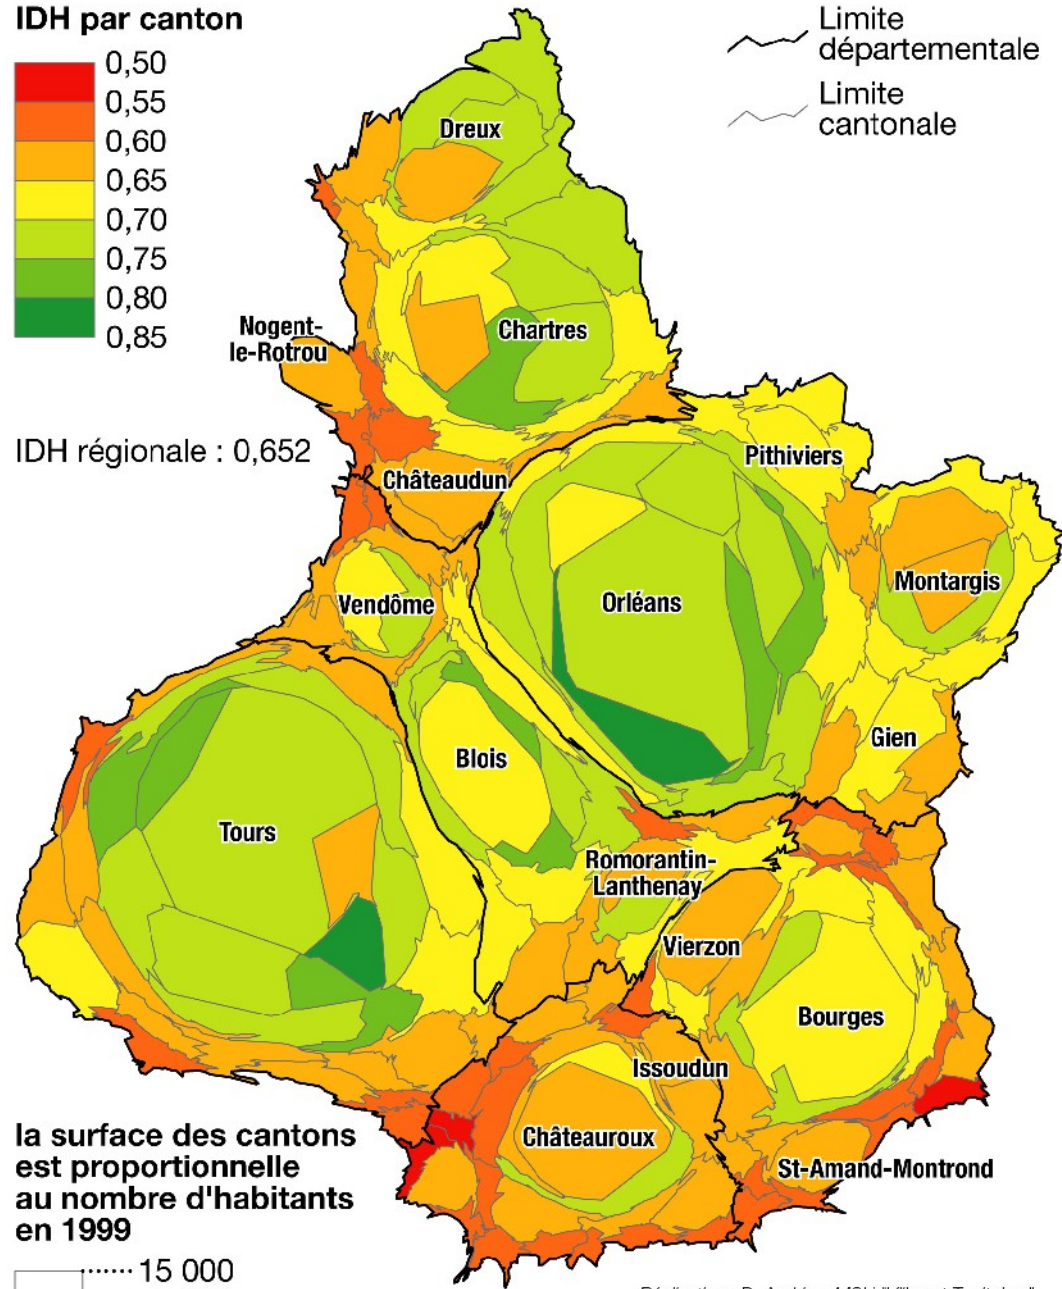 IDH par canton
0,50
0,55
0,60
0,65
0,70
0,75
0,80
0,85
Limite
départementale
Limite
cantonale
Dreux
Nogent-
le-Rotrou
Chartres
IDH régionale : 0,652
Châteaudun
Pithiviers
Montargis
Orléans
Vendôme
Gien
Blois
Tours
Romorantin-
Lanthenay
Vierzon
Bourges
Issoudun
Châteauroux
St-Amand-Montrond
la surface des cantons
est proportionnelle
au nombre d'habitants
en 1999
15 000